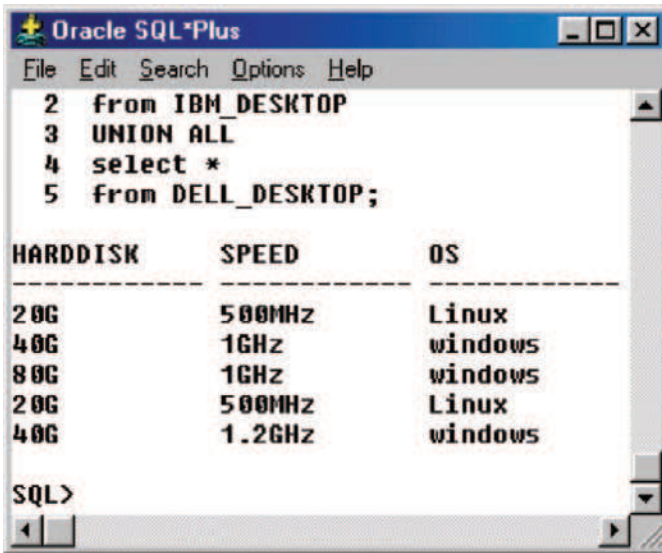 Oracle SQL*Plus
File Edit Search Options Help
2 from IBM_DESKTOP
3 UNION ALL
4 select *
5 from DELL_DESKTOP;
HARDDISK SPEED OS
------------ ------------ ------------
20G 500MHz Linux
40G 1GHz windows
80G 1GHz windows
20G 500MHz Linux
40G 1.2GHz windows
SQL>